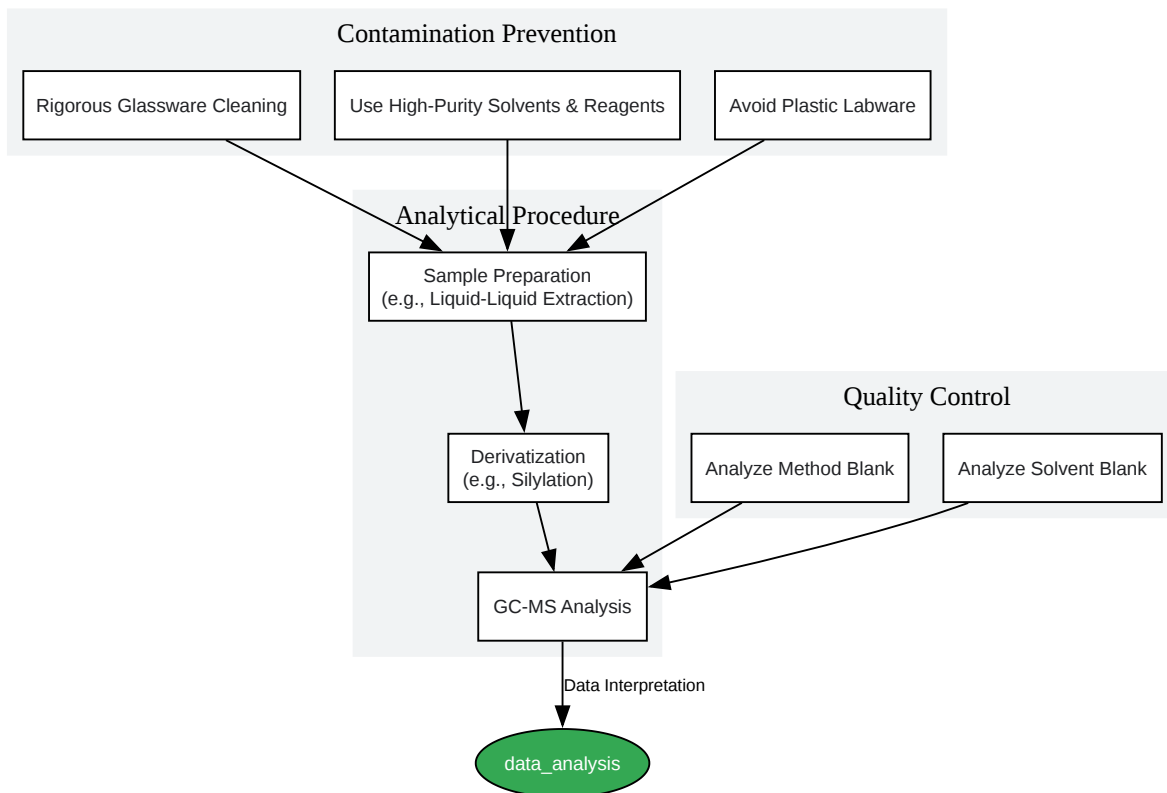 Contamination Prevention
Rigorous Glassware Cleaning
Use High-Purity Solvents & Reagents
Avoid Plastic Labware
Analytical Procedure
Sample Preparation
(e.g., Liquid-Liquid Extraction)
Quality Control
Derivatization
(e.g., Silylation)
Analyze Method Blank
Analyze Solvent Blank
GC-MS Analysis
Data Interpretation
data_analysis